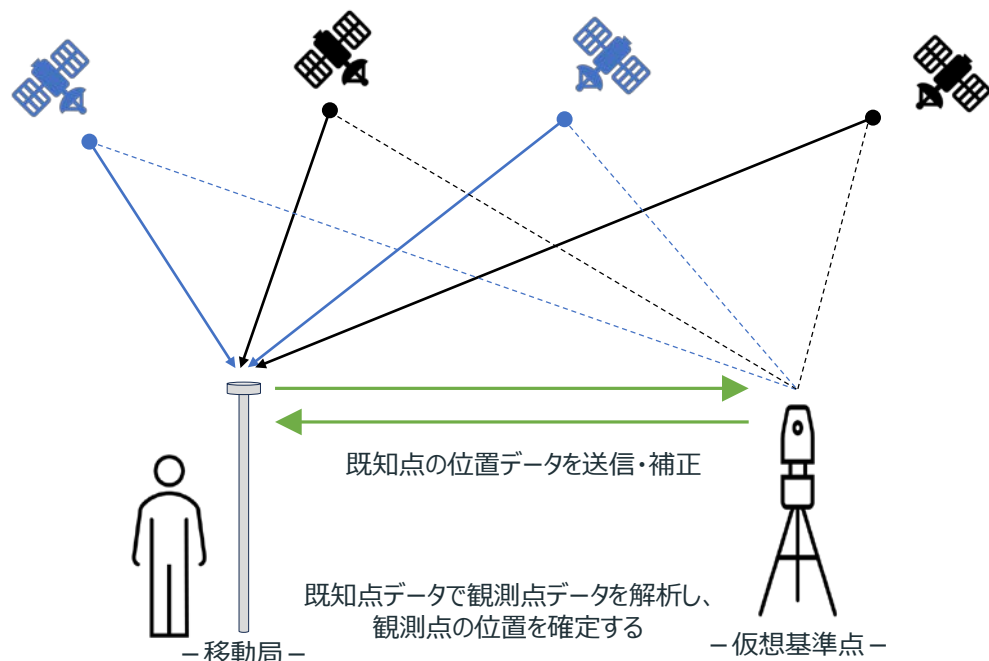 既知点の位置データを送信・補正
既知点データで観測点データを解析し、
観測点の位置を確定する
－移動局－
－仮想基準点－